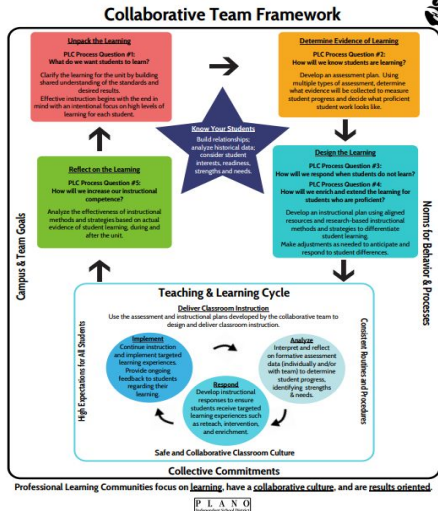 Collaborative Team Framework
Unpack the Learning
PLC Process Question #1:
What do we want students to learn?
Clarify the learning for the unit by building
shared understanding of the standards and
desired results.
Effective instruction begins with the end in
mind with an intentional focus on high levels of
learning for each student.
Determine Evidence of Learning
PLC Process Question #2:
How will we know students are learning?
Develop an assessment plan. Using
multiple types of assessment, determine
what evidence will be collected to measure
student progress and decide what proficient
student work looks like.
Know Your Students
Build relationships;
analyze historical data;
consider student
interests, readiness,
strengths and needs.
Reflect on the Learning
PLC Process Question #5:
How will we increase our instructional
competence?
Analyze the effectiveness of instructional
methods and strategies based on actual
evidence of student learning, during and
after the unit.
Design the Learning
PLC Process Question #3:
How will we respond when students do not learn?
PLC Process Question #4:
How will we enrich and extend the learning for
students who are proficient?
Develop an instructional plan using aligned
resources and research-based instructional
methods and strategies to differentiate
student learning.
Make adjustments as needed to anticipate and
respond to student differences.
Campus & Team Goals
Norms for Behavior & Processes
Teaching & Learning Cycle
Deliver Classroom Instruction
Use the assessment and instructional plans developed by the collaborative team to
design and deliver classroom instruction.
Implement
Continue instruction
and implement targeted
learning experiences.
Provide ongoing
feedback to students
regarding their
learning.
Analyze
Interpret and reflect
on formative assessment
data (individually and/or
with team) to determine
student progress,
identifying strengths
& needs.
Respond
Develop instructional
responses to ensure
students receive targeted
learning experiences such
as reteach, intervention,
and enrichment.
High Expectations for All Students
Consistent Routines and Procedures
Safe and Collaborative Classroom Culture
Collective Commitments
Professional Learning Communities focus on learning, have a collaborative culture, and are results oriented.
PLANO
Independent School District